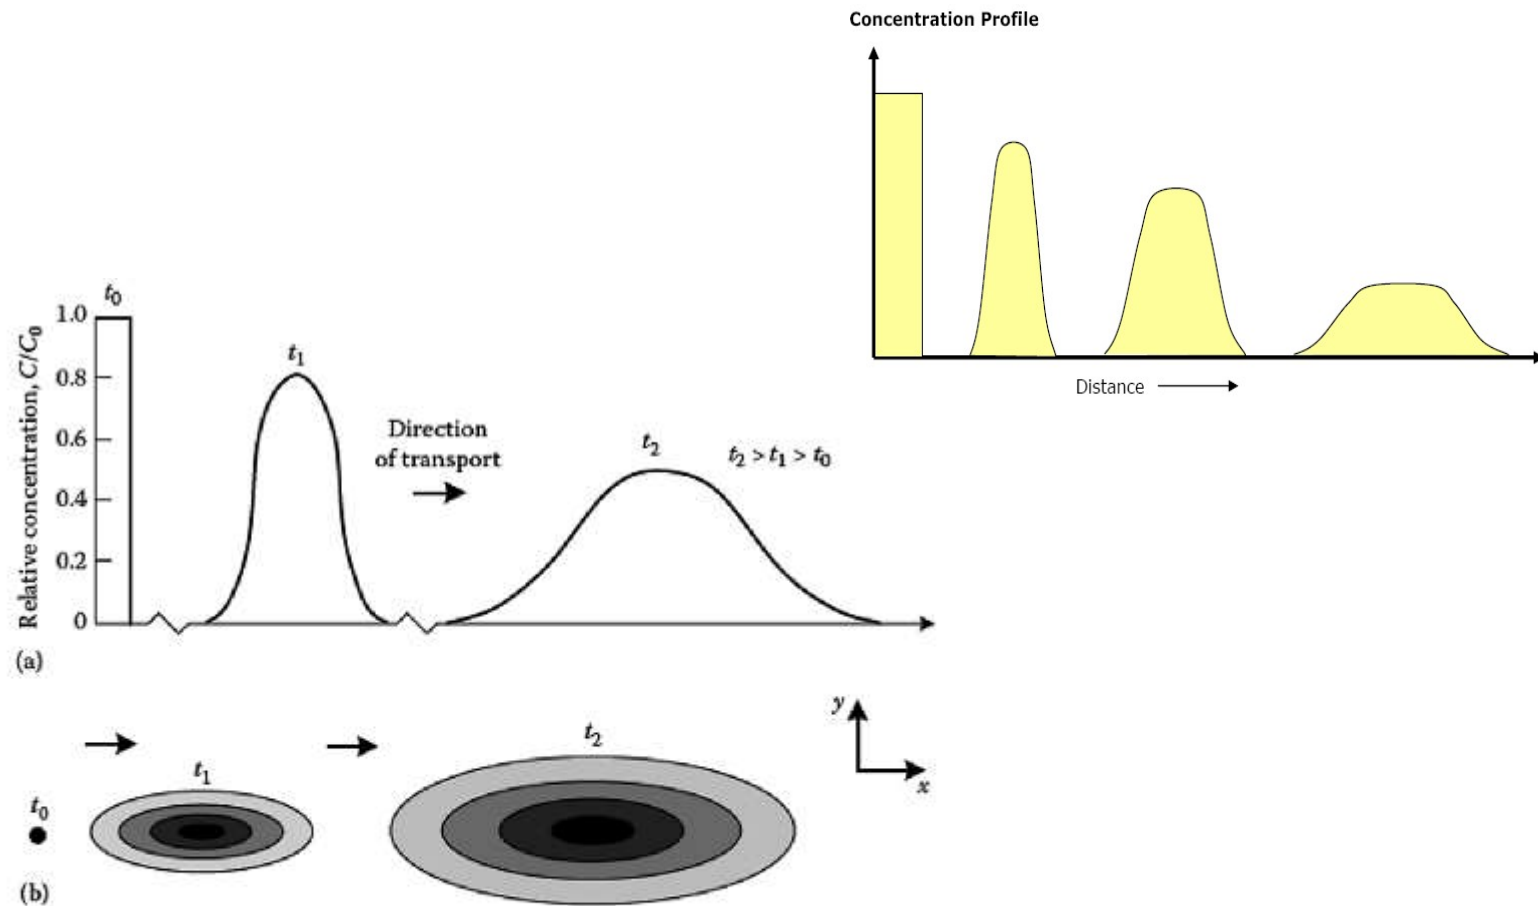 Concentration Profile
Distance
t0
1.0
0.8
0.6
0.4
0.2
0
Relative concentration, C/C0
t1
Direction
of transport
t2
t2 > t1 > t0
(a)
y
x
t0
t1
t2
(b)